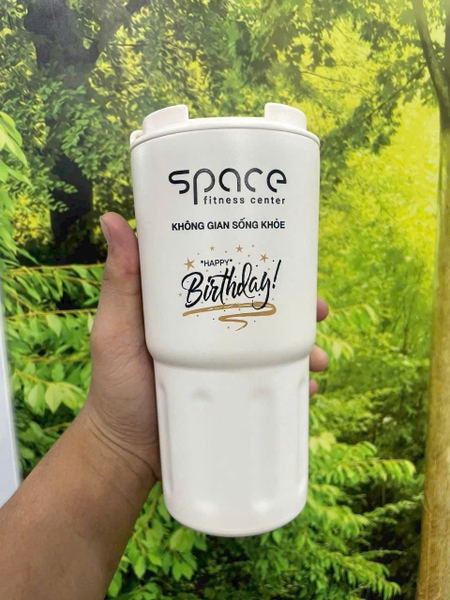 space
fitness center
KHÔNG GIAN SỐNG KHỎE
*HAPPY*
Birthday!